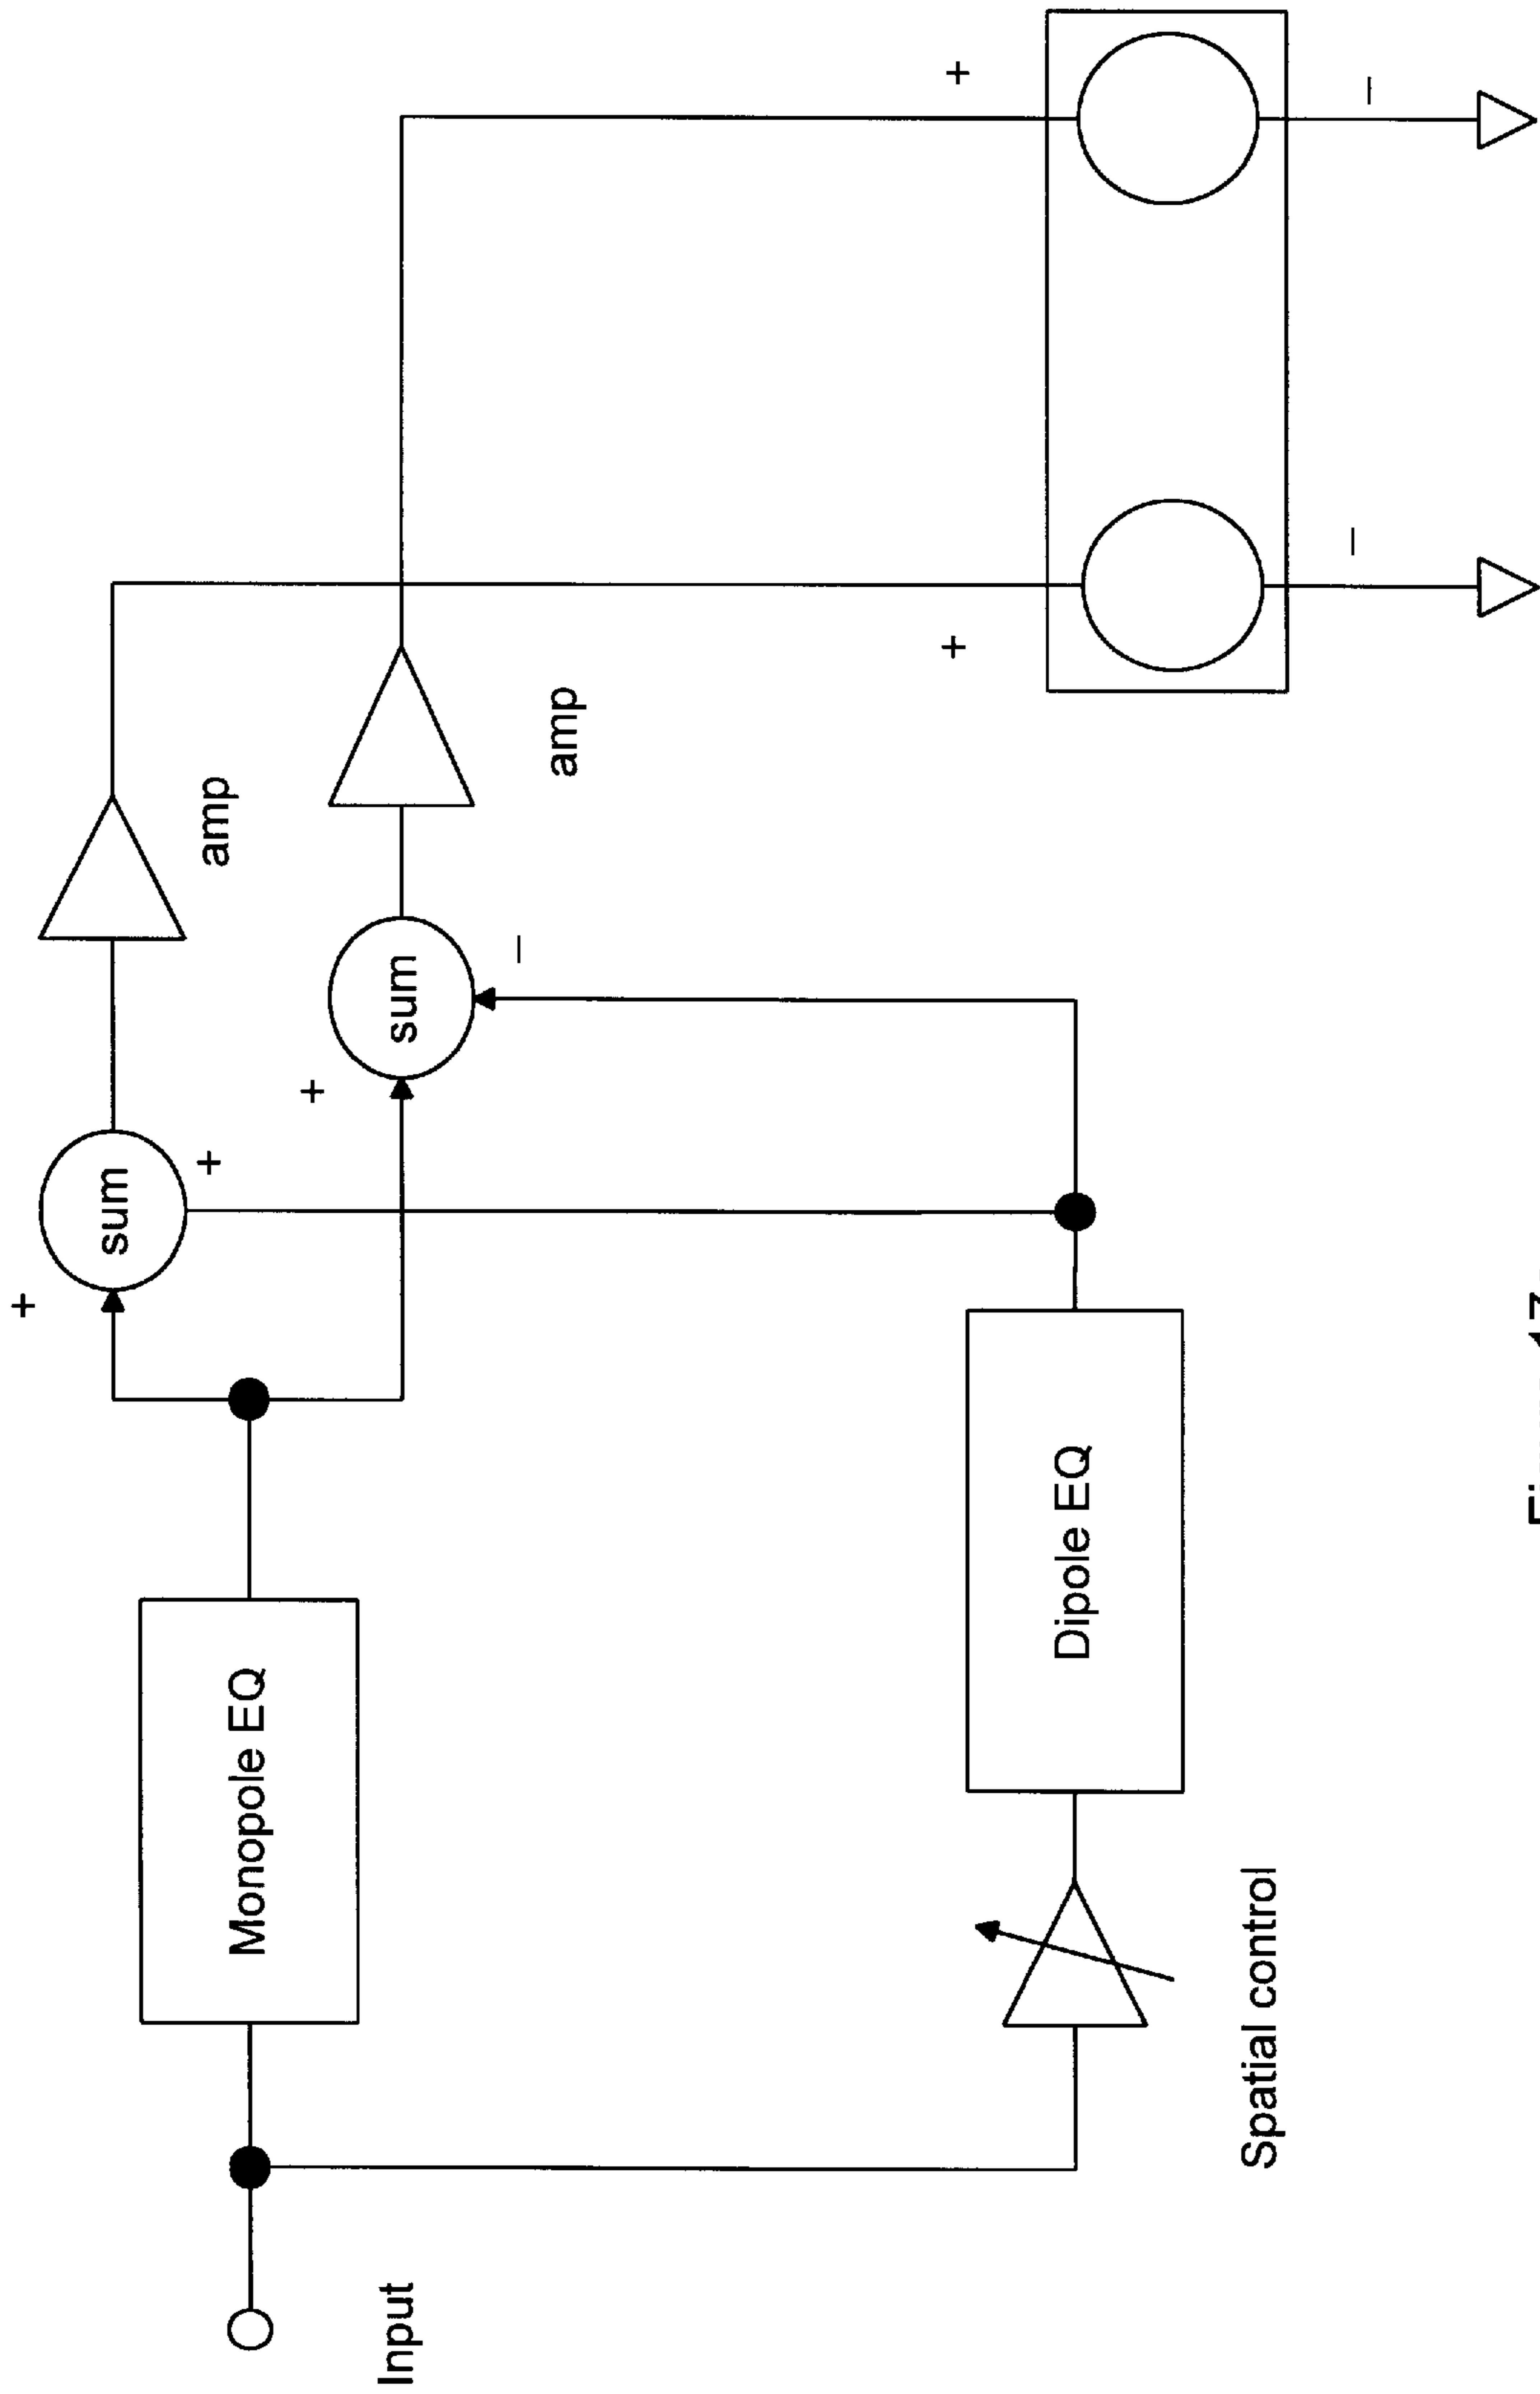 +
sum
+
amp
Monopole EQ
+
sum
Input
–
amp
+
+
Dipole EQ
Spatial control
–
–